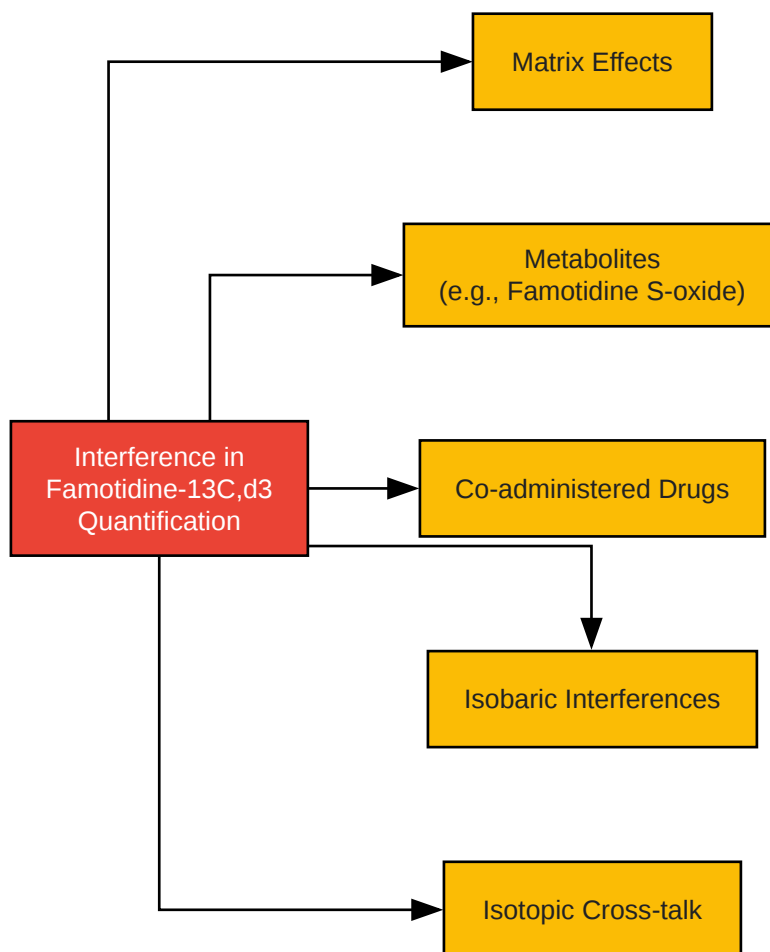 Matrix Effects
Metabolites
(e.g., Famotidine S-oxide)
Interference in
Famotidine-13C,d3
Quantification
Co-administered Drugs
Isobaric Interferences
Isotopic Cross-talk